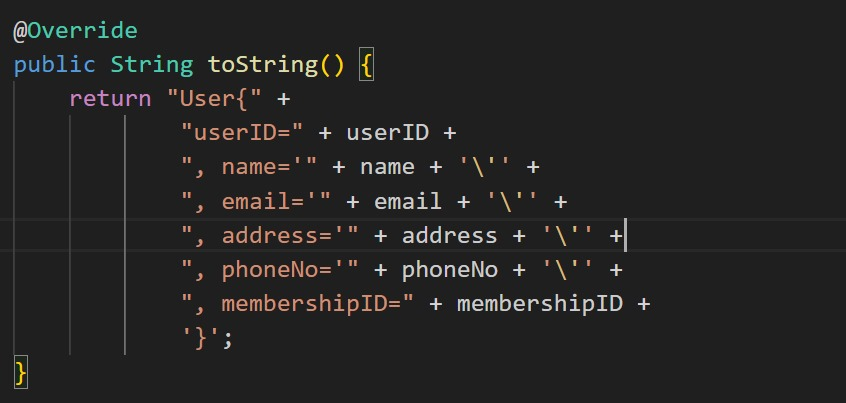 @Override
public String toString() {
    return "User{" +
            "userID=" + userID +
            ", name='" + name + '\'' +
            ", email='" + email + '\'' +
            ", address='" + address + '\'' +
            ", phoneNo='" + phoneNo + '\'' +
            ", membershipID=" + membershipID +
            '}';
}